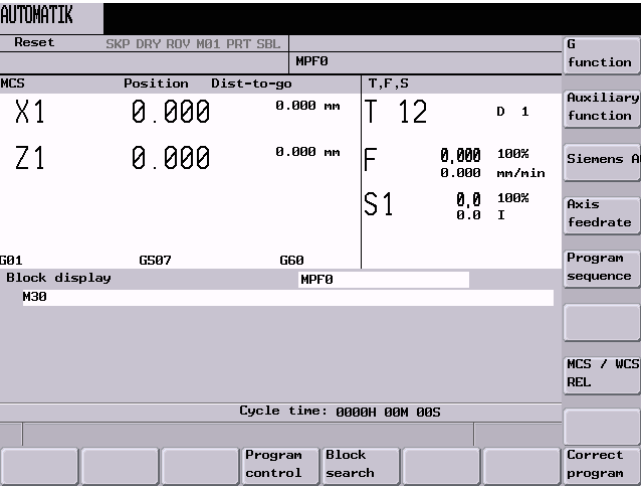 AUTOMATIK
Reset SKP DRY ROV M01 PRT SBL
MPF0
MCS Position Dist-to-go T,F,S
X1 0.000 0.000 mm T 12 D 1
Z1 0.000 0.000 mm F 0,000 100%
0.000 mm/min
S1 0,0 100%
0.0 I
G01 G507 G60
Block display MPF0
M30
Cycle time: 0000H 00M 00S
Program control
Block search
G function
Auxiliary function
Siemens A
Axis feedrate
Program sequence
MCS / WCS REL
Correct program